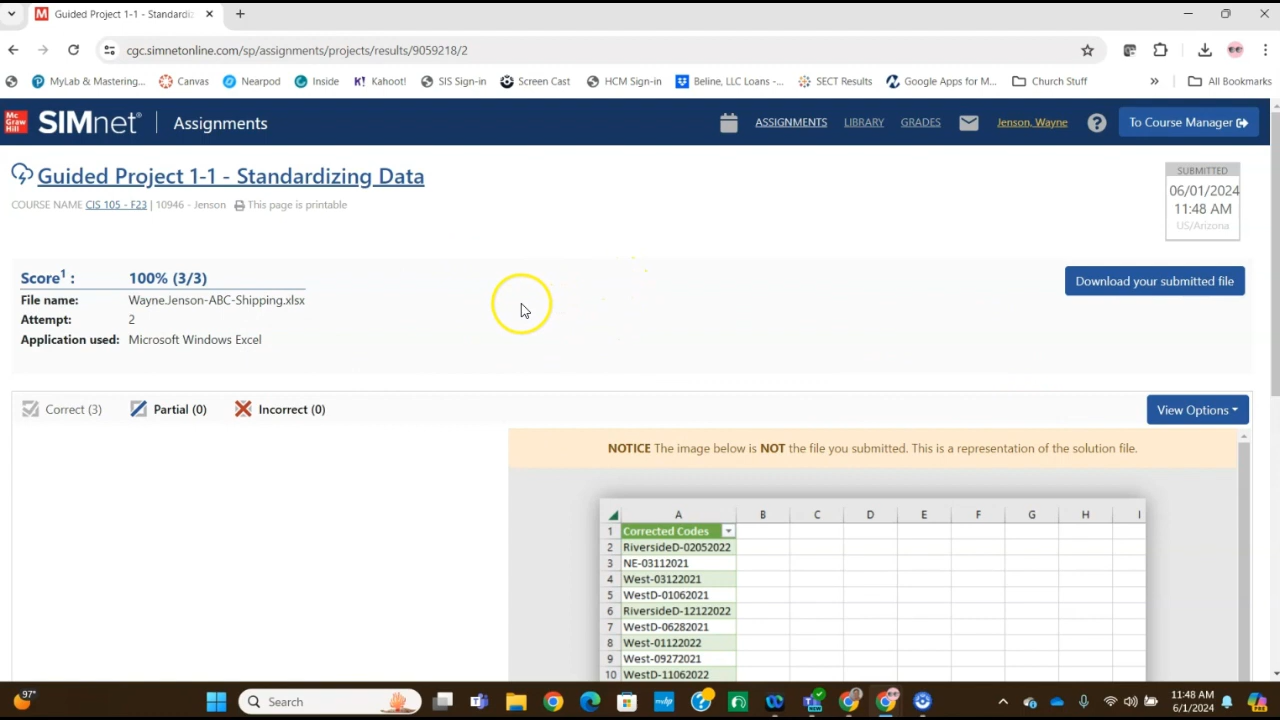 Guided Project 1-1 - Standardiz
cgc.simnetonline.com/sp/assignments/projects/results/9059218/2
MyLab & Mastering... Canvas Nearpod Inside Kahoot! SIS Sign-in Screen Cast HCM Sign-in Beline, LLC Loans -... SECT Results Google Apps for M... Church Stuff » All Bookmarks
Mc Graw Hill SIMnet® Assignments ASSIGNMENTS LIBRARY GRADES Jenson, Wayne ? To Course Manager
Guided Project 1-1 - Standardizing Data
COURSE NAME CIS 105 - F23 | 10946 - Jenson This page is printable
SUBMITTED
06/01/2024
11:48 AM
US/Arizona
Score1 : 100% (3/3)
File name: Wayne.Jenson-ABC-Shipping.xlsx
Attempt: 2
Application used: Microsoft Windows Excel
Download your submitted file
Correct (3) Partial (0) Incorrect (0) View Options
NOTICE The image below is NOT the file you submitted. This is a representation of the solution file.
A B C D E F G H I
1 Corrected Codes
2 RiversideD-02052022
3 NE-03112021
4 West-03122021
5 WestD-01062021
6 RiversideD-12122022
7 WestD-06282021
8 West-01122022
9 West-09272021
10 WestD-11062022
97° Search 11:48 AM
6/1/2024